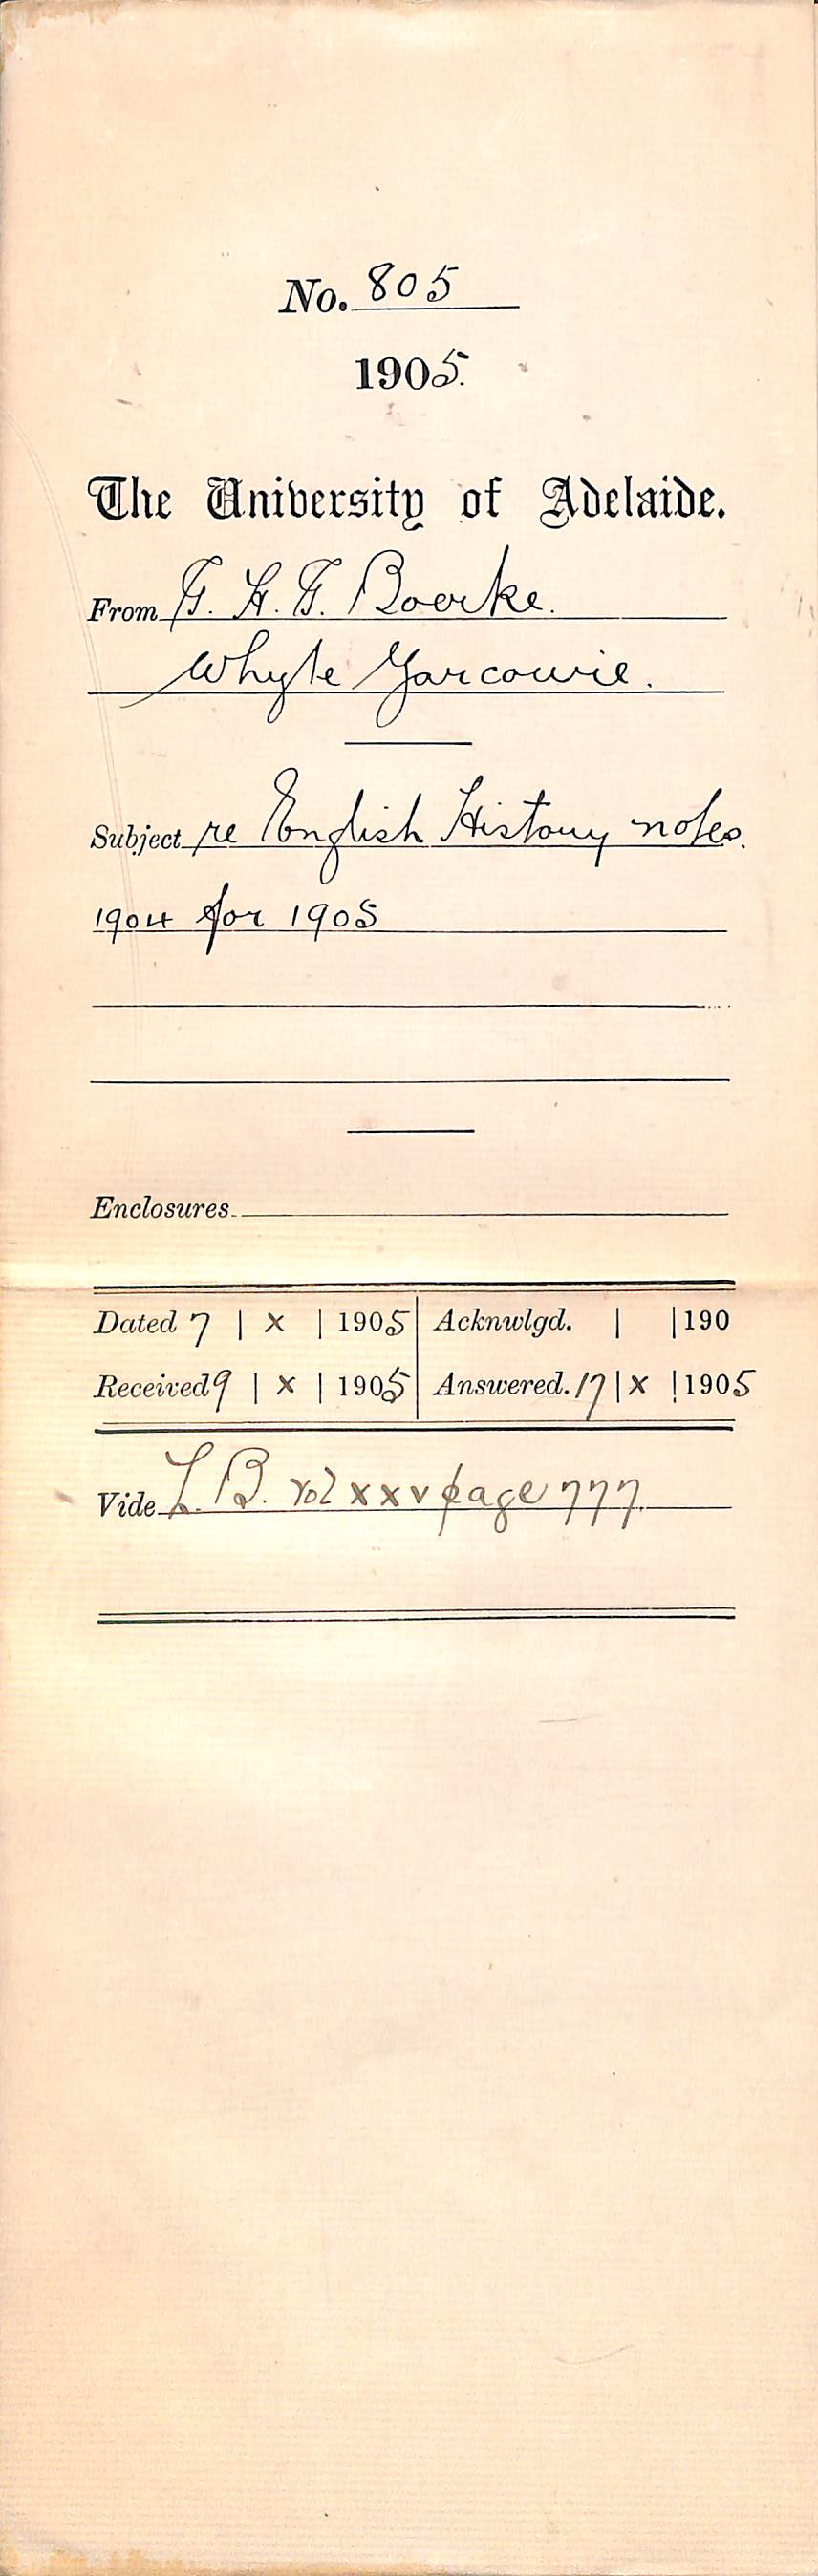 No. 805
1905.
The University of Adelaide.
From F. H. F. Boerke.
Whyte Yarcowie.
Subject re English History notes.
1904 for 1905
Enclosures
Dated 7 | X | 1905 | Acknwlgd. | | 190
Received 9 | X | 1905 | Answered. 17 | X | 1905
Vide L. B. vol xxv page 777.